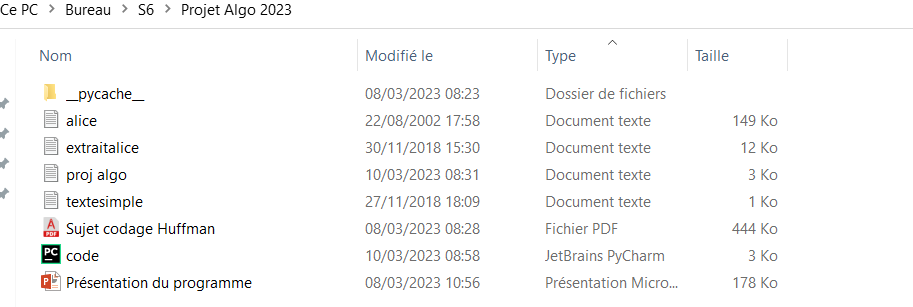 Ce PC > Bureau > S6 > Projet Algo 2023
Nom Modifié le Type Taille
__pycache__ 08/03/2023 08:23 Dossier de fichiers
alice 22/08/2002 17:58 Document texte 149 Ko
extraitalice 30/11/2018 15:30 Document texte 12 Ko
proj algo 10/03/2023 08:31 Document texte 3 Ko
textesimple 27/11/2018 18:09 Document texte 1 Ko
Sujet codage Huffman 08/03/2023 08:28 Fichier PDF 444 Ko
PC code 10/03/2023 08:58 JetBrains PyCharm 3 Ko
Présentation du programme 08/03/2023 10:56 Présentation Micro... 178 Ko